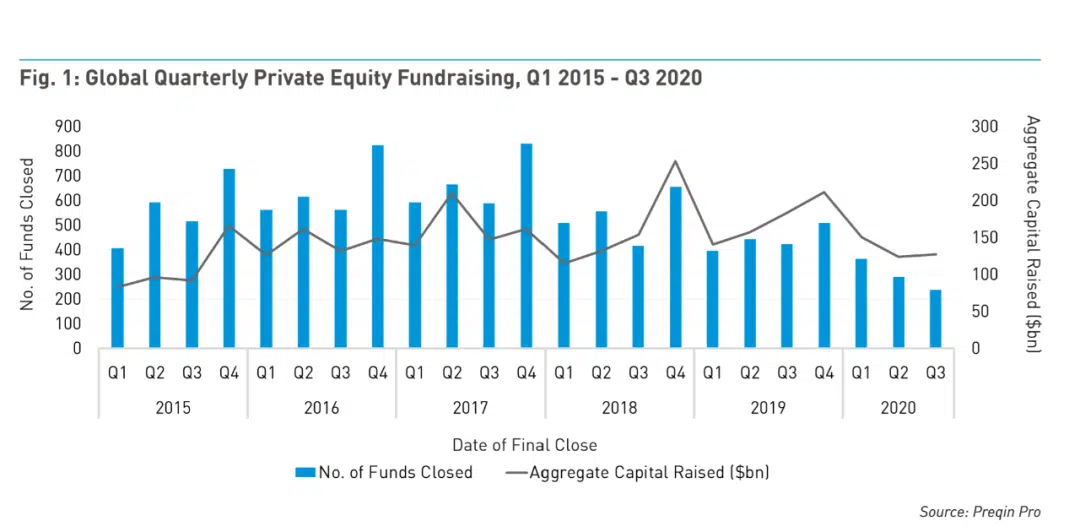 Fig. 1: Global Quarterly Private Equity Fundraising, Q1 2015 - Q3 2020
No. of Funds Closed
900
800
700
600
500
400
300
200
100
0
300
250
200
150
100
50
0
Aggregate Capital Raised ($bn)
Q1 Q2 Q3 Q4 Q1 Q2 Q3 Q4 Q1 Q2 Q3 Q4 Q1 Q2 Q3 Q4 Q1 Q2 Q3 Q4 Q1 Q2 Q3
2015 2016 2017 2018 2019 2020
Date of Final Close
No. of Funds Closed Aggregate Capital Raised ($bn)
Source: Preqin Pro